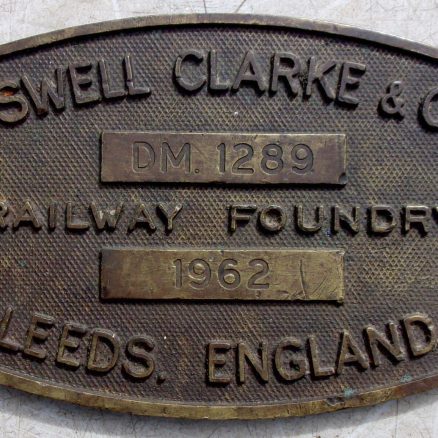 SWELL CLARKE & C
DM. 1289
RAILWAY FOUNDRY
1962
LEEDS, ENGLAND